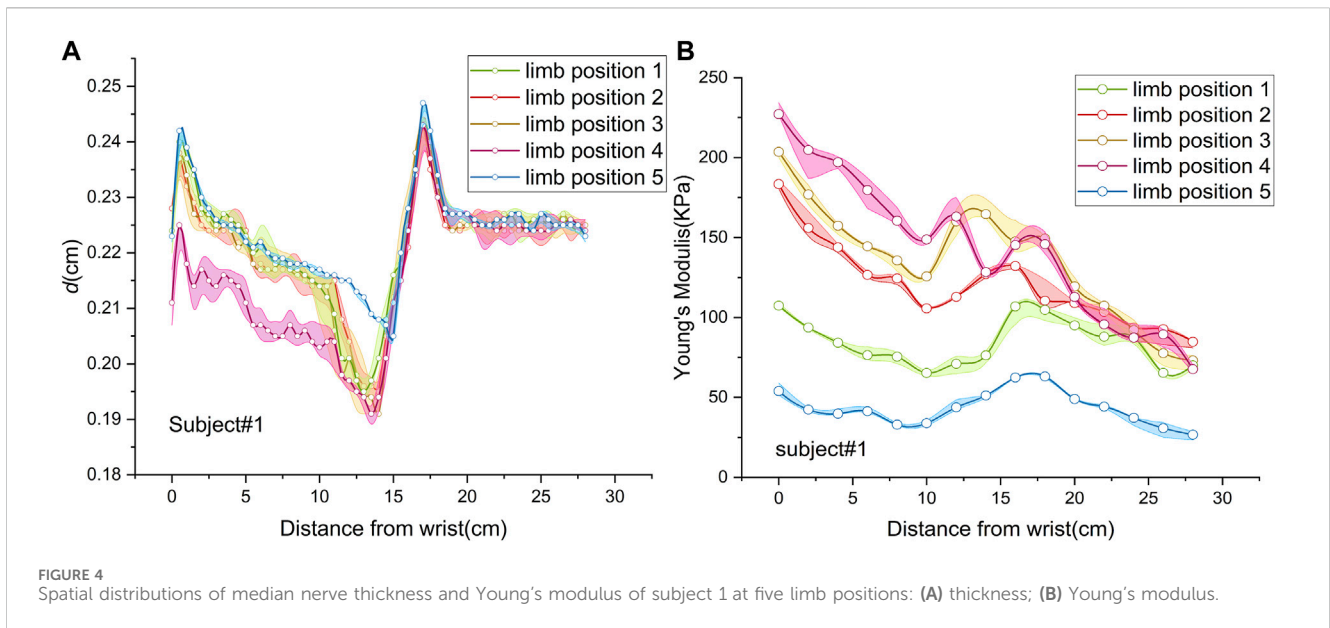 A
d(cm)
0.25
0.24
0.23
0.22
0.21
0.20
0.19
0.18
limb position 1
limb position 2
limb position 3
limb position 4
limb position 5
Subject#1
0 5 10 15 20 25 30
Distance from wrist(cm)
B
Young's Modulis(KPa)
250
200
150
100
50
0
limb position 1
limb position 2
limb position 3
limb position 4
limb position 5
subject#1
0 5 10 15 20 25 30
Distance from wrist(cm)
FIGURE 4
Spatial distributions of median nerve thickness and Young's modulus of subject 1 at five limb positions: (A) thickness; (B) Young's modulus.